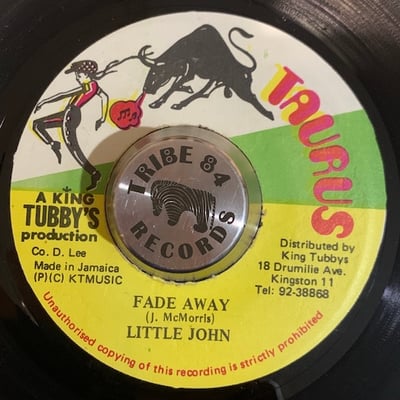 TAURUS
A KING
TUBBY'S
production
Co. D. Lee
Made in Jamaica
(P)(C) KTMUSIC
TRIBE 84
RECORDS
Distributed by
King Tubbys
18 Drumilie Ave.
Kingston 11
Tel: 92-38868
FADE AWAY
(J. McMorris)
LITTLE JOHN
Unauthorised copying of this recording is strictly prohibited